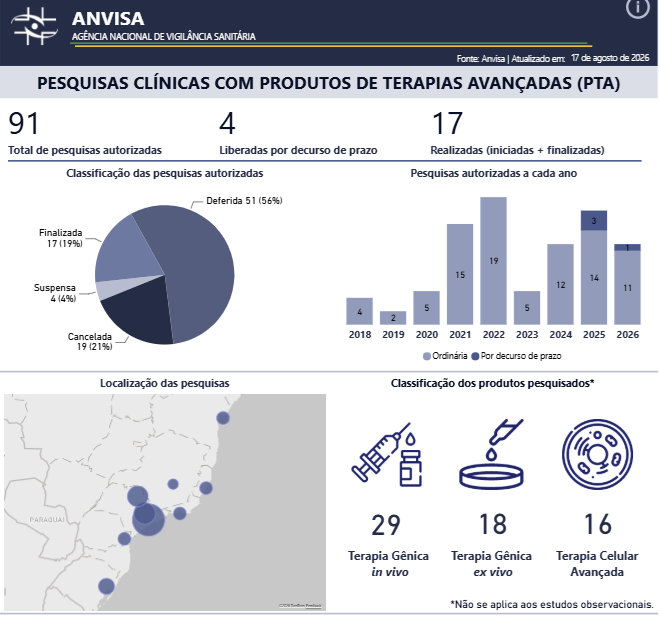 ANVISA
AGÊNCIA NACIONAL DE VIGILÂNCIA SANITÁRIA
Fonte: Anvisa | Atualizado em: 17 de agosto de 2026
PESQUISAS CLÍNICAS COM PRODUTOS DE TERAPIAS AVANÇADAS (PTA)
91
Total de pesquisas autorizadas
4
Liberadas por decurso de prazo
17
Realizadas (iniciadas + finalizadas)
Classificação das pesquisas autorizadas
Deferida 51 (56%)
Finalizada
17 (19%)
Suspensa
4 (4%)
Cancelada
19 (21%)
Pesquisas autorizadas a cada ano
4
2
5
15
19
5
12
3
14
1
11
2018 2019 2020 2021 2022 2023 2024 2025 2026
Ordinária Por decurso de prazo
Localização das pesquisas
PARAGUAI
Classificação dos produtos pesquisados*
29
Terapia Gênica
in vivo
18
Terapia Gênica
ex vivo
16
Terapia Celular
Avançada
*Não se aplica aos estudos observacionais.